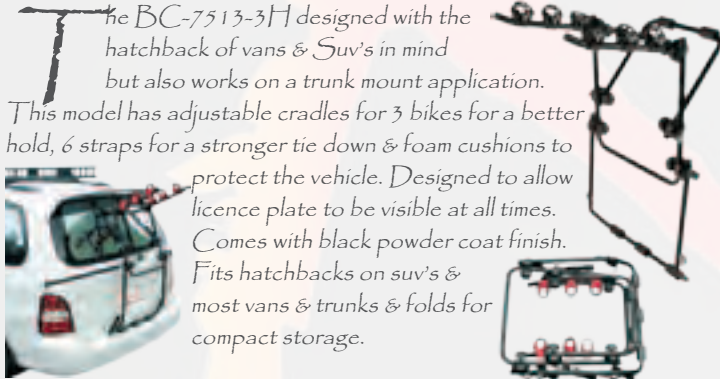 The BC-7513-3H designed with the
hatchback of vans & Suv's in mind
but also works on a trunk mount application.
This model has adjustable cradles for 3 bikes for a better
hold, 6 straps for a stronger tie down & foam cushions to
protect the vehicle. Designed to allow
licence plate to be visible at all times.
Comes with black powder coat finish.
Fits hatchbacks on suv's &
most vans & trunks & folds for
compact storage.